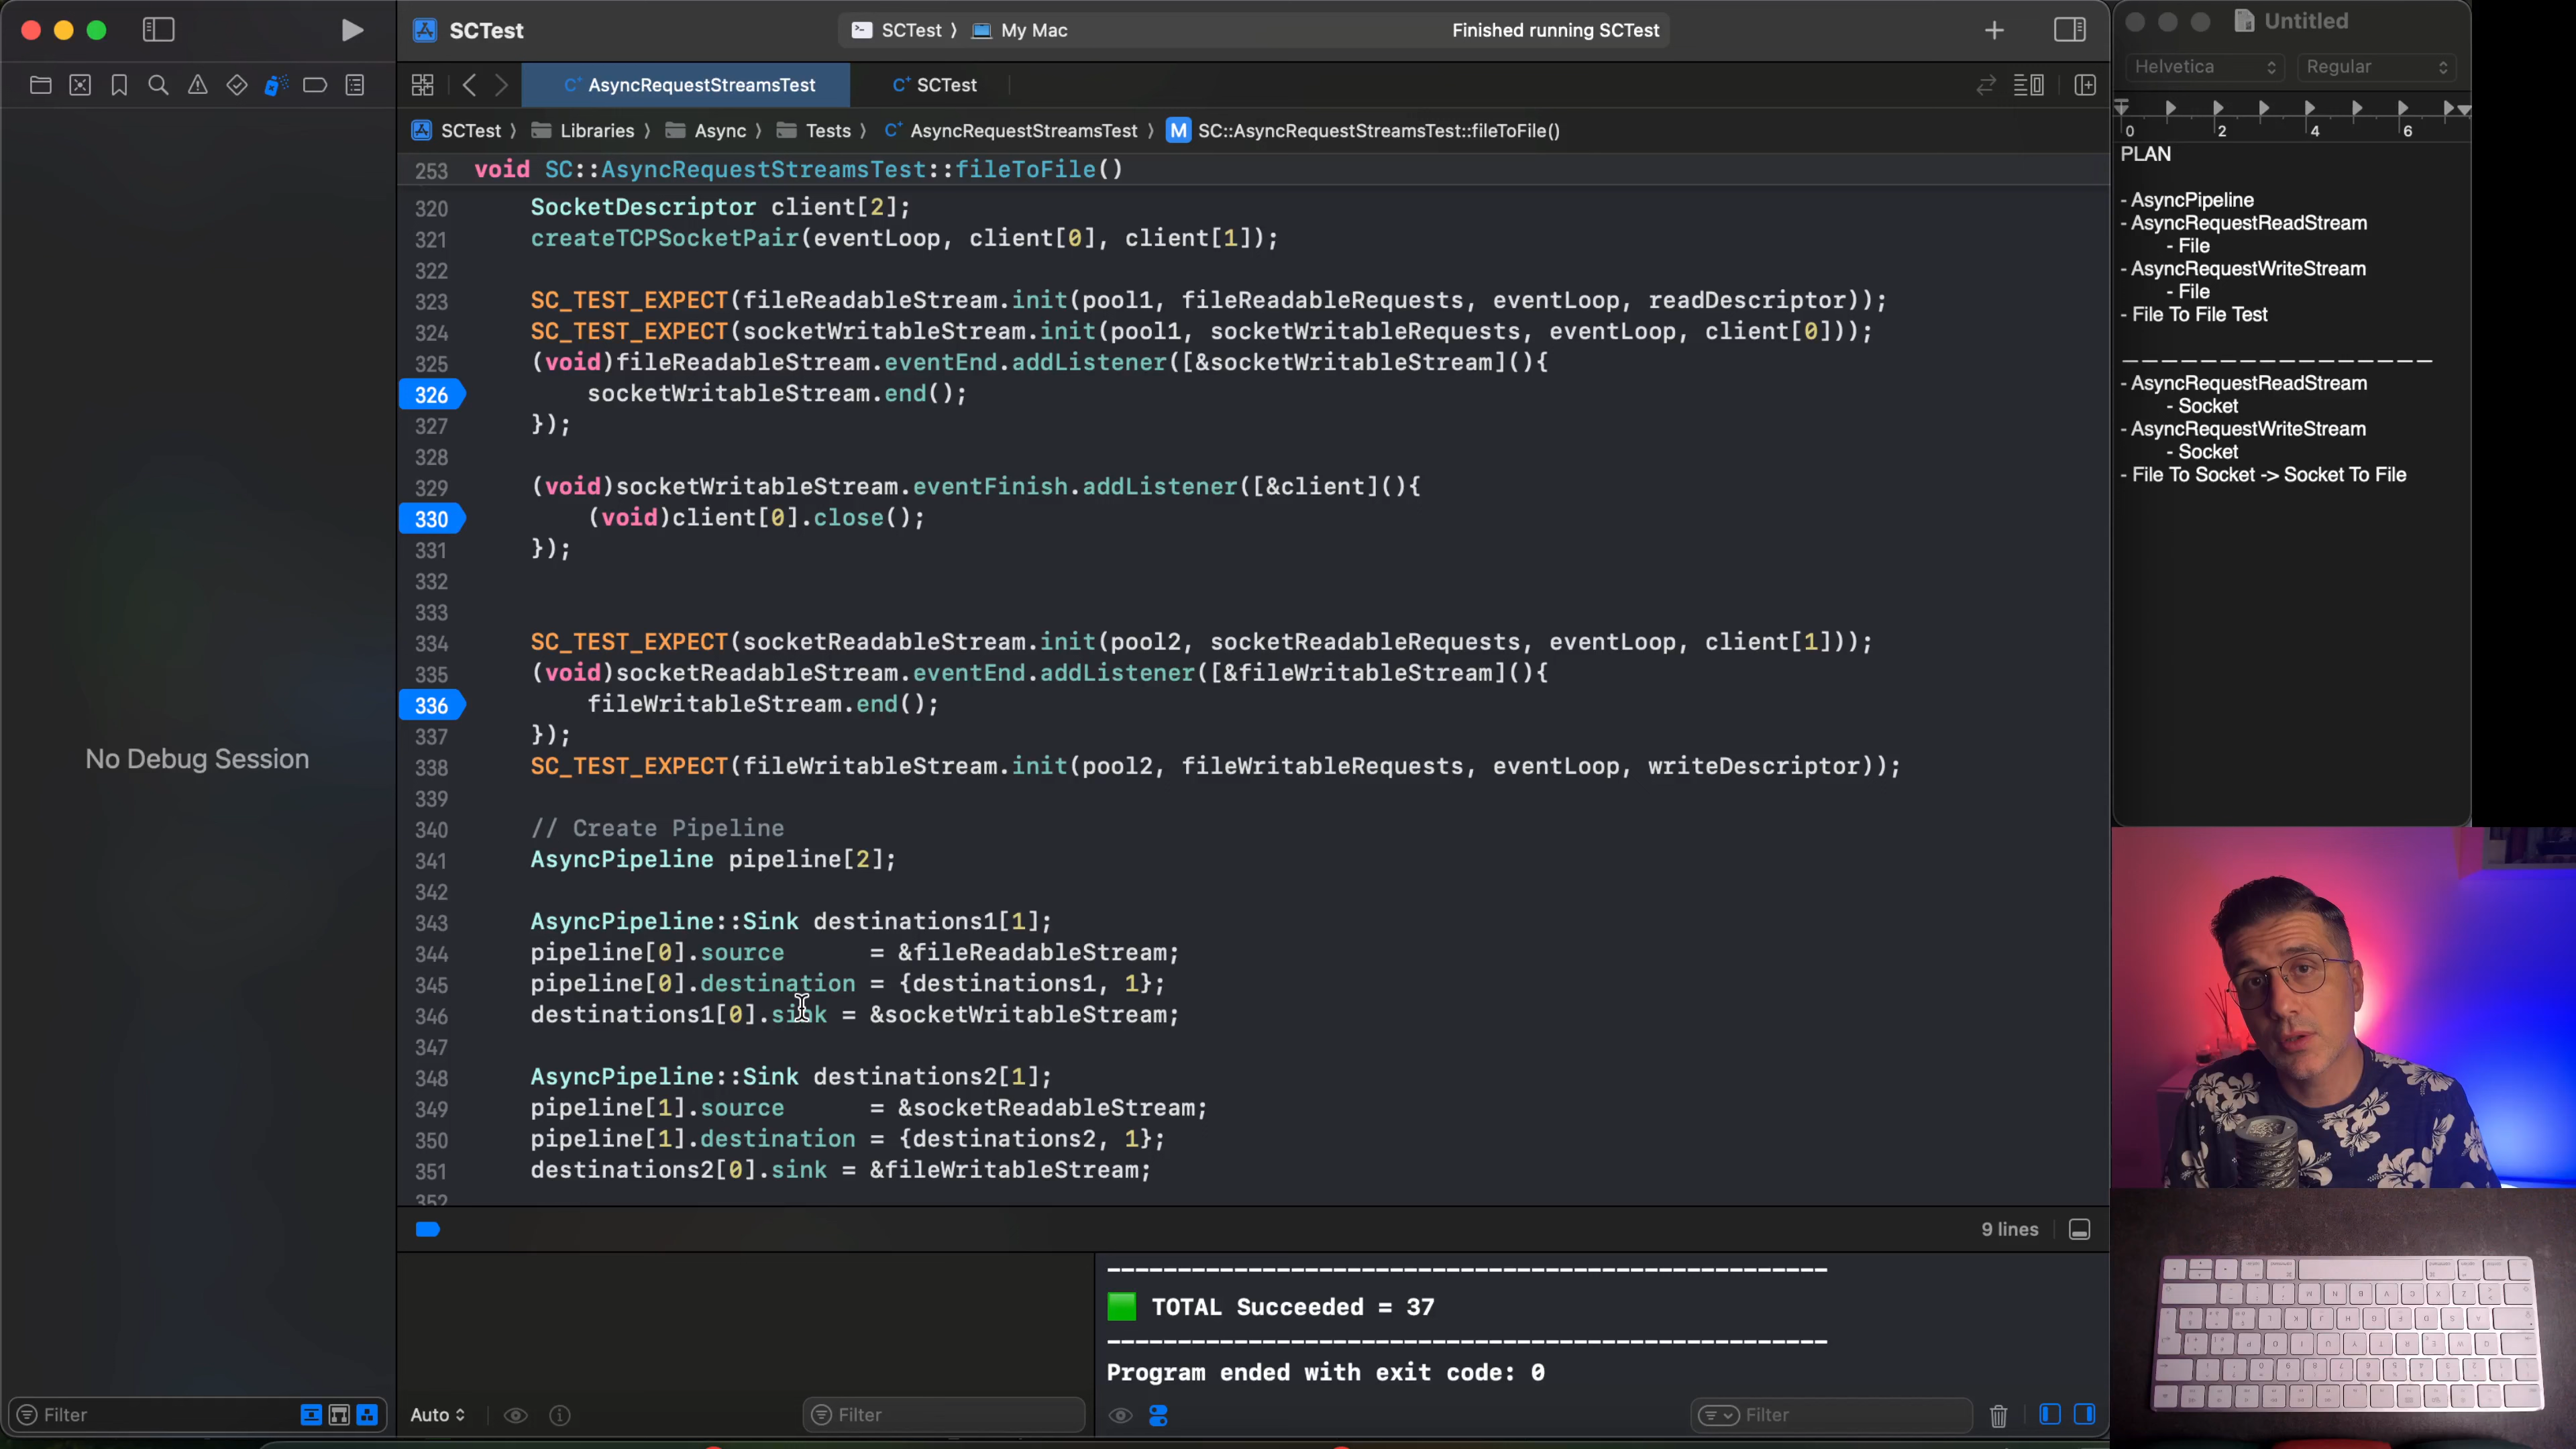 SCTest
SCTest 〉 My Mac
Finished running SCTest
AsyncRequestStreamsTest
SCTest
SCTest 〉 Libraries 〉 Async 〉 Tests 〉 AsyncRequestStreamsTest 〉 M SC::AsyncRequestStreamsTest::fileToFile()
253 void SC::AsyncRequestStreamsTest::fileToFile()
320 SocketDescriptor client[2];
321 createTCPSocketPair(eventLoop, client[0], client[1]);
322
323 SC_TEST_EXPECT(fileReadableStream.init(pool1, fileReadableRequests, eventLoop, readDescriptor));
324 SC_TEST_EXPECT(socketWritableStream.init(pool1, socketWritableRequests, eventLoop, client[0]));
325 (void)fileReadableStream.eventEnd.addListener([&socketWritableStream](){
326 socketWritableStream.end();
327 });
328
329 (void)socketWritableStream.eventFinish.addListener([&client](){
330 (void)client[0].close();
331 });
332
333
334 SC_TEST_EXPECT(socketReadableStream.init(pool2, socketReadableRequests, eventLoop, client[1]));
335 (void)socketReadableStream.eventEnd.addListener([&fileWritableStream](){
336 fileWritableStream.end();
337 });
338 SC_TEST_EXPECT(fileWritableStream.init(pool2, fileWritableRequests, eventLoop, writeDescriptor));
339
340 // Create Pipeline
341 AsyncPipeline pipeline[2];
342
343 AsyncPipeline::Sink destinations1[1];
344 pipeline[0].source = &fileReadableStream;
345 pipeline[0].destination = {destinations1, 1};
346 destinations1[0].sink = &socketWritableStream;
347
348 AsyncPipeline::Sink destinations2[1];
349 pipeline[1].source = &socketReadableStream;
350 pipeline[1].destination = {destinations2, 1};
351 destinations2[0].sink = &fileWritableStream;
352
No Debug Session
9 lines
TOTAL Succeeded = 37
Program ended with exit code: 0
Filter
Auto
Filter
Filter
Untitled
Helvetica
Regular
0 2 4 6
PLAN
- AsyncPipeline
- AsyncRequestReadStream
- File
- AsyncRequestWriteStream
- File
- File To File Test
- AsyncRequestReadStream
- Socket
- AsyncRequestWriteStream
- Socket
- File To Socket -> Socket To File